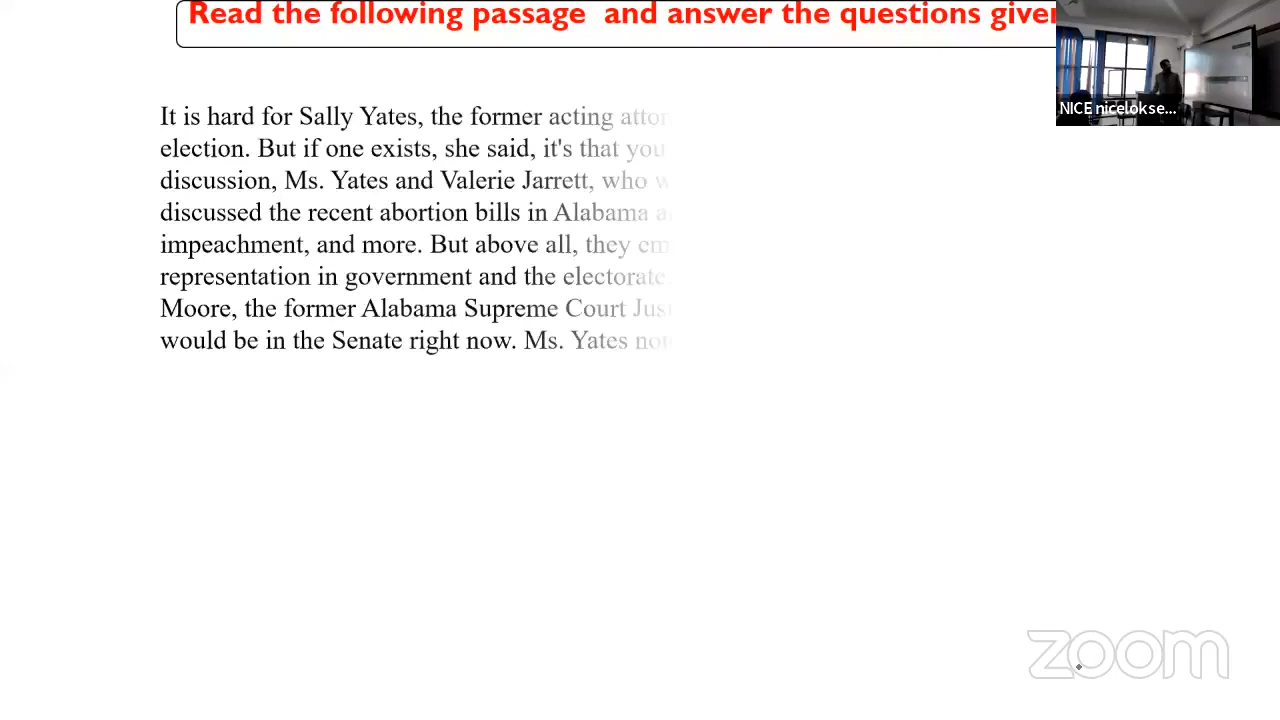 Read the following passage and answer the questions given
NICE nicelokse...
It is hard for Sally Yates, the former acting
election. But if one exists, she said, it's that you
discussion, Ms. Yates and Valerie Jarrett, who
discussed the recent abortion bills in Alabama
impeachment, and more. But above all, they
representation in government and the electorate
Moore, the former Alabama Supreme Court
would be in the Senate right now. Ms. Yates
zoom